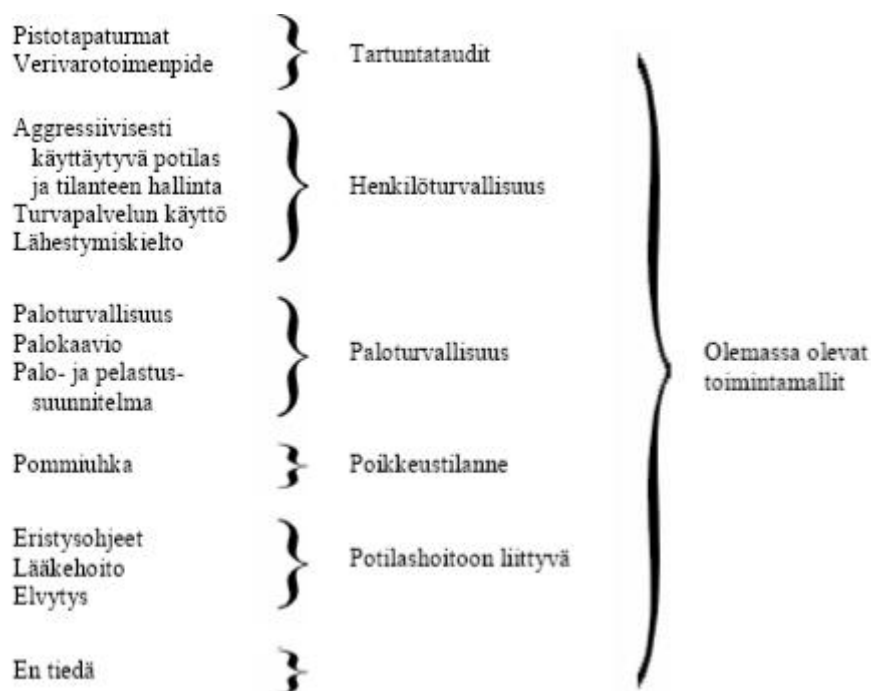 Pistotapaturmat
Verivarotoimenpide
Tartuntataudit
Aggressiivisesti
käyttäytyvä potilas
ja tilanteen hallinta
Turvapalvelun käyttö
Lähestymiskielto
Henkilöturvallisuus
Paloturvallisuus
Palokaavio
Palo- ja pelastus-
suunnitelma
Paloturvallisuus
Pommiuhka
Poikkeustilanne
Eristysohjeet
Lääkehoito
Elvytys
Potilashoitoon liittyvä
En tiedä
Olemassa olevat
toimintamallit